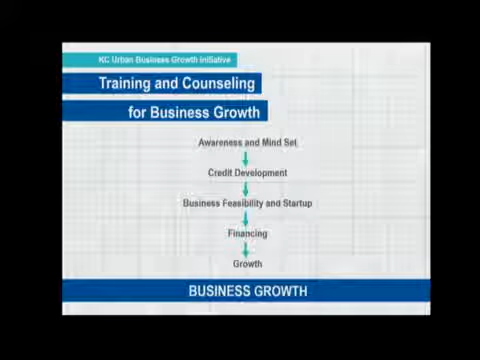 KC Urban Business Growth Initiative
Training and Counseling
for Business Growth
Awareness and Mind Set
Credit Development
Business Feasibility and Startup
Financing
Growth
BUSINESS GROWTH